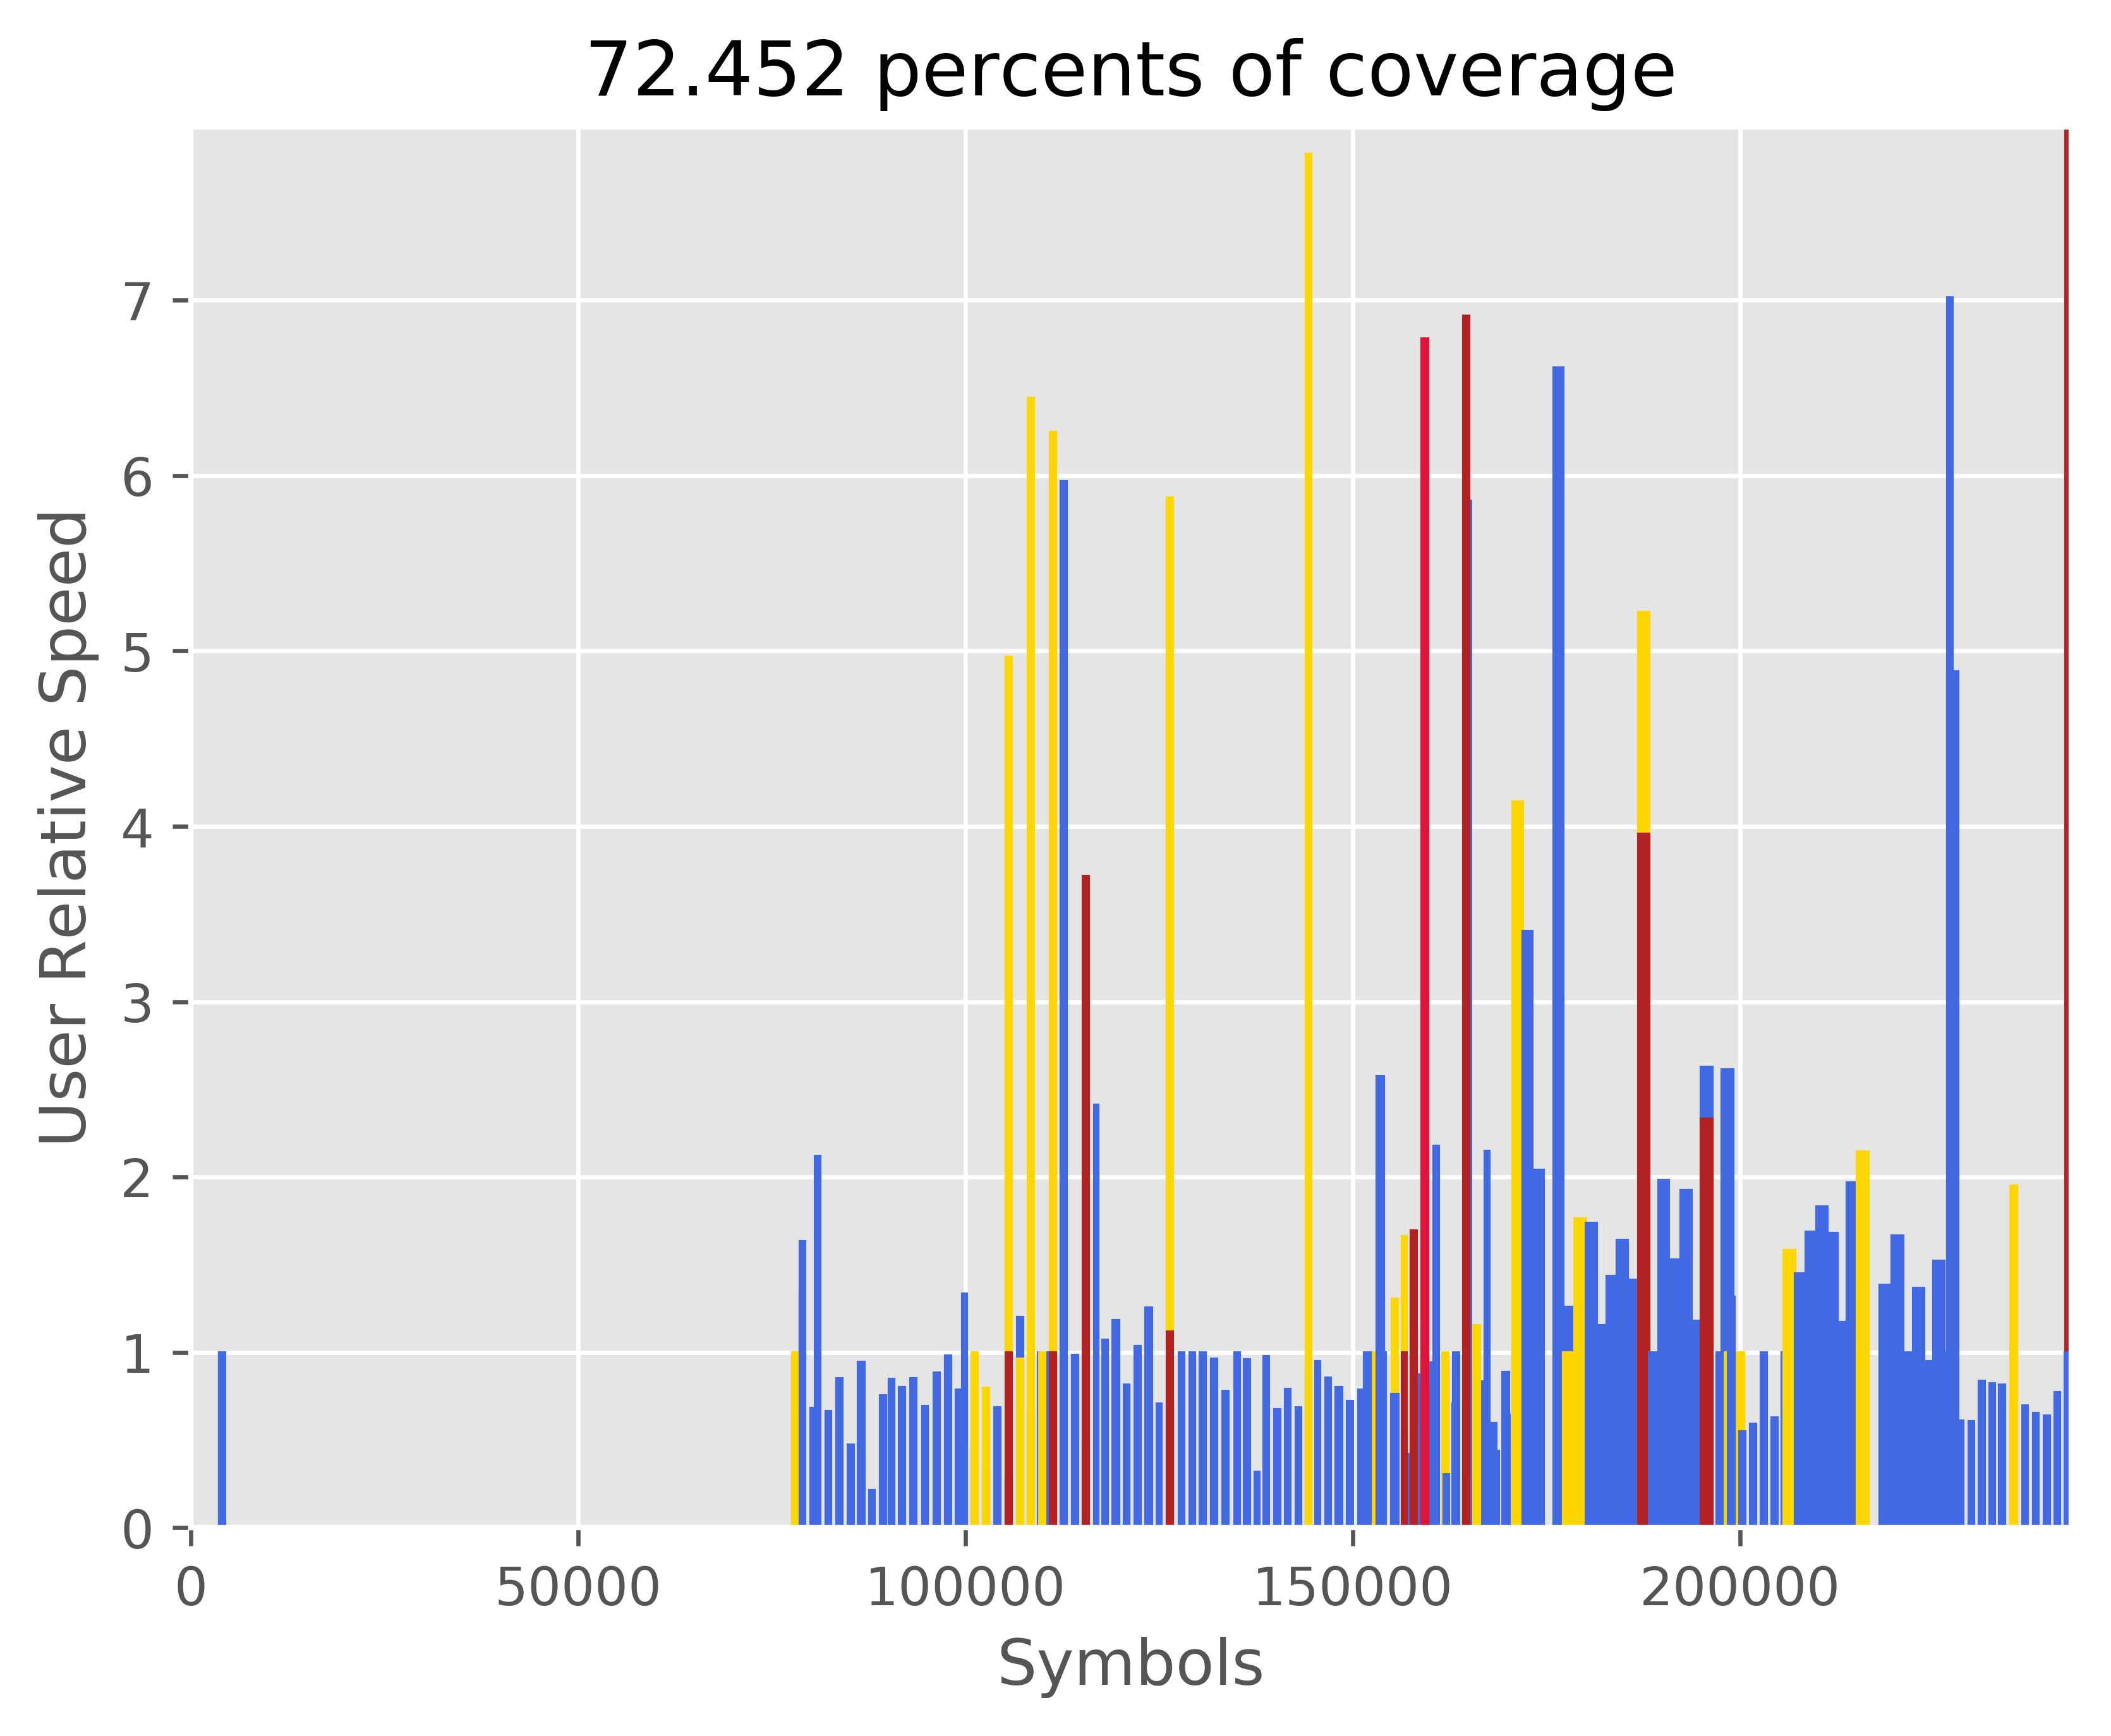 72.452 percents of coverage
User Relative Speed
7
6
5
4
3
2
1
0
0 50000 100000 150000 200000
Symbols